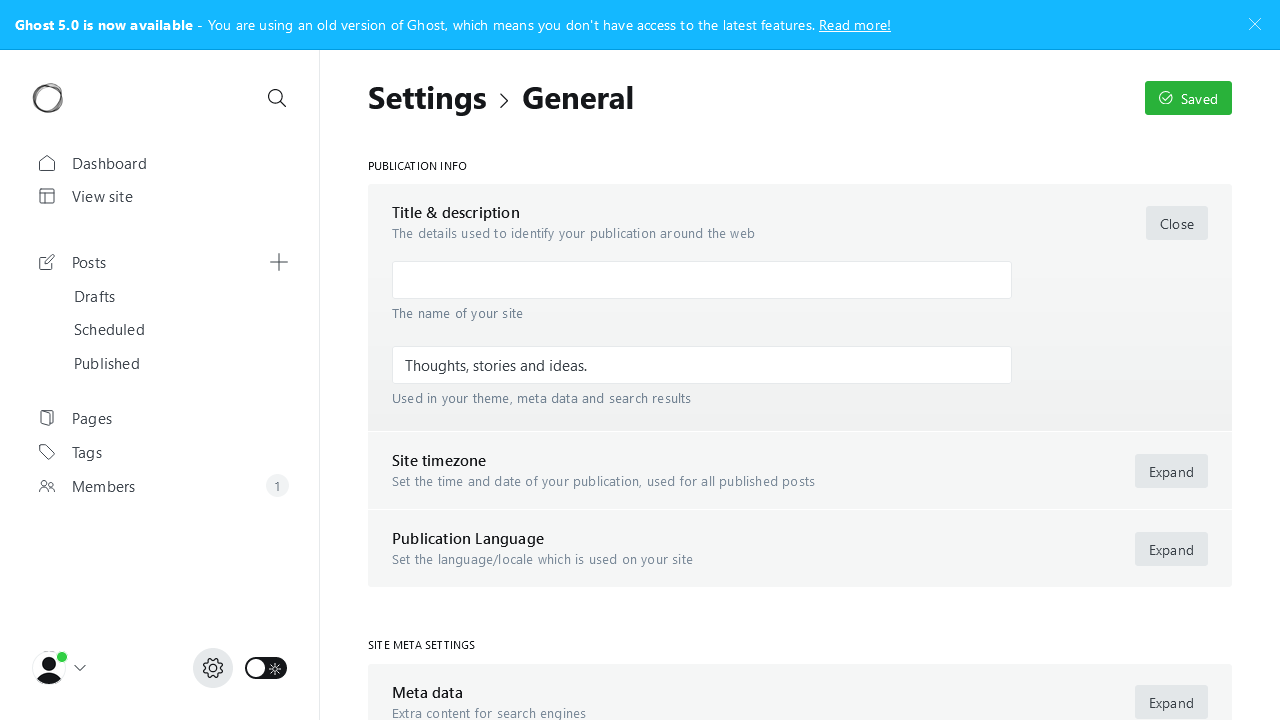 Ghost 5.0 is now available - You are using an old version of Ghost, which means you don't have access to the latest features. Read more!
Settings General
Saved
Dashboard
View site
Posts
Drafts
Scheduled
Published
Pages
Tags
Members
1
PUBLICATION INFO
Title & description
The details used to identify your publication around the web
Close
The name of your site
Thoughts, stories and ideas.
Used in your theme, meta data and search results
Site timezone
Set the time and date of your publication, used for all published posts
Expand
Publication Language
Set the language/locale which is used on your site
Expand
SITE META SETTINGS
Meta data
Extra content for search engines
Expand